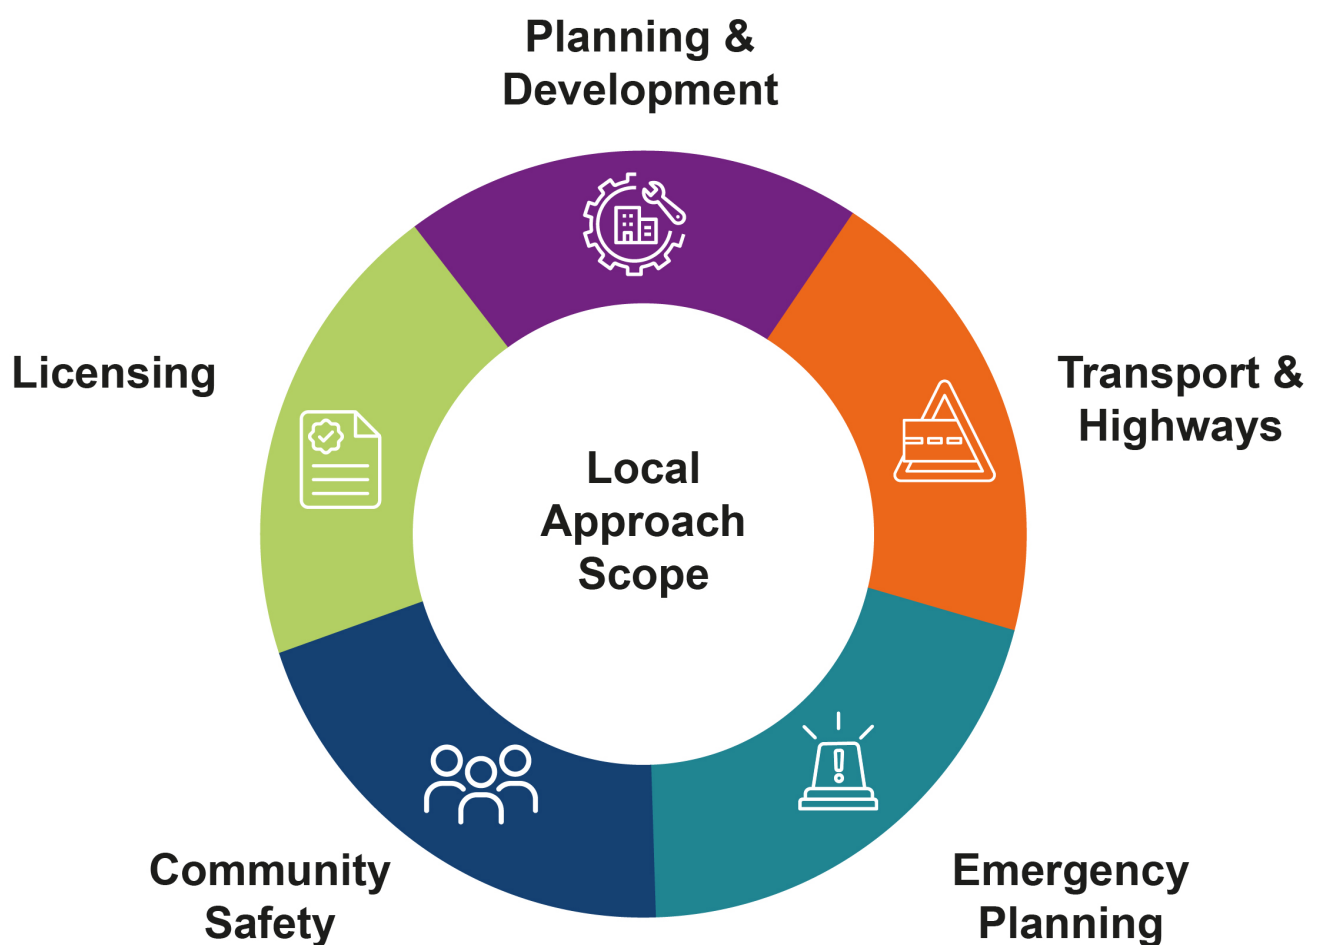 Planning &
Development
Transport &
Highways
Licensing
Local
Approach
Scope
Community
Safety
Emergency
Planning